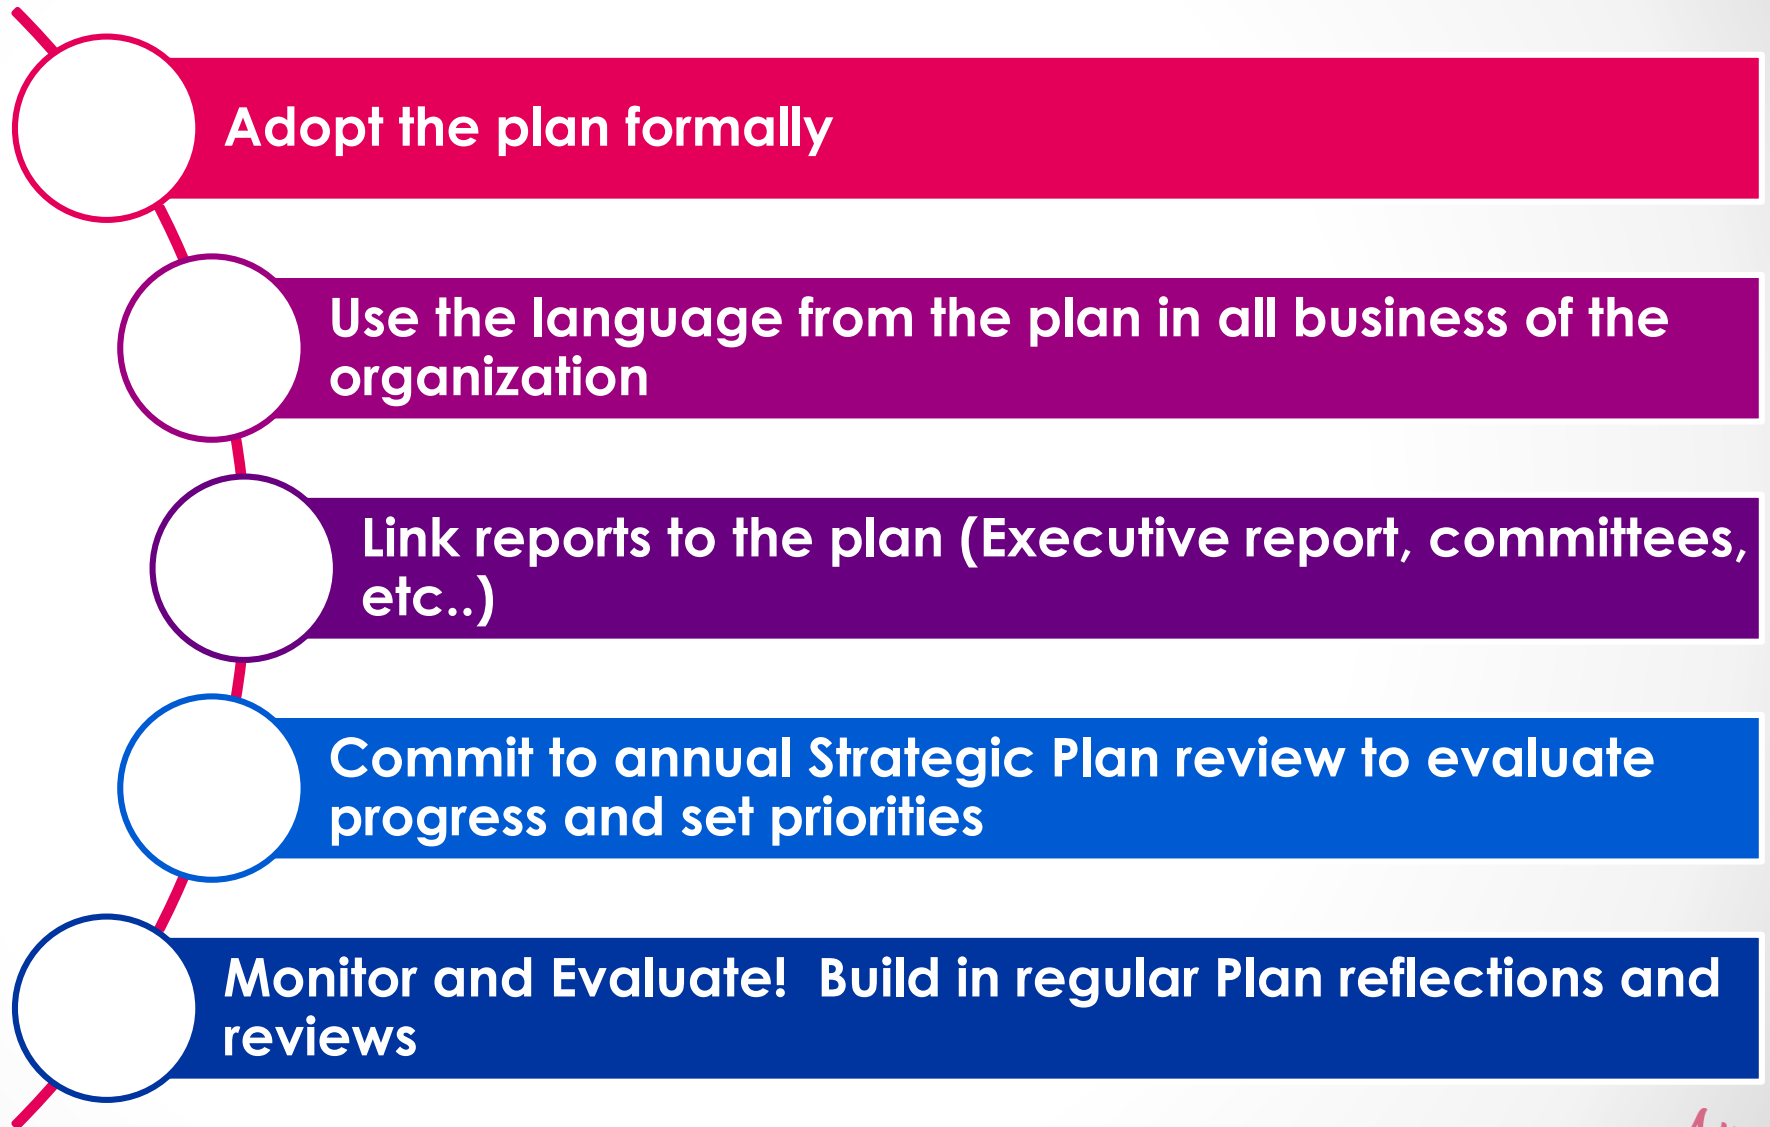 Adopt the plan formally
Use the language from the plan in all business of the
organization
Link reports to the plan (Executive report, committees,
etc..)
Commit to annual Strategic Plan review to evaluate
progress and set priorities
Monitor and Evaluate!  Build in regular Plan reflections and
reviews